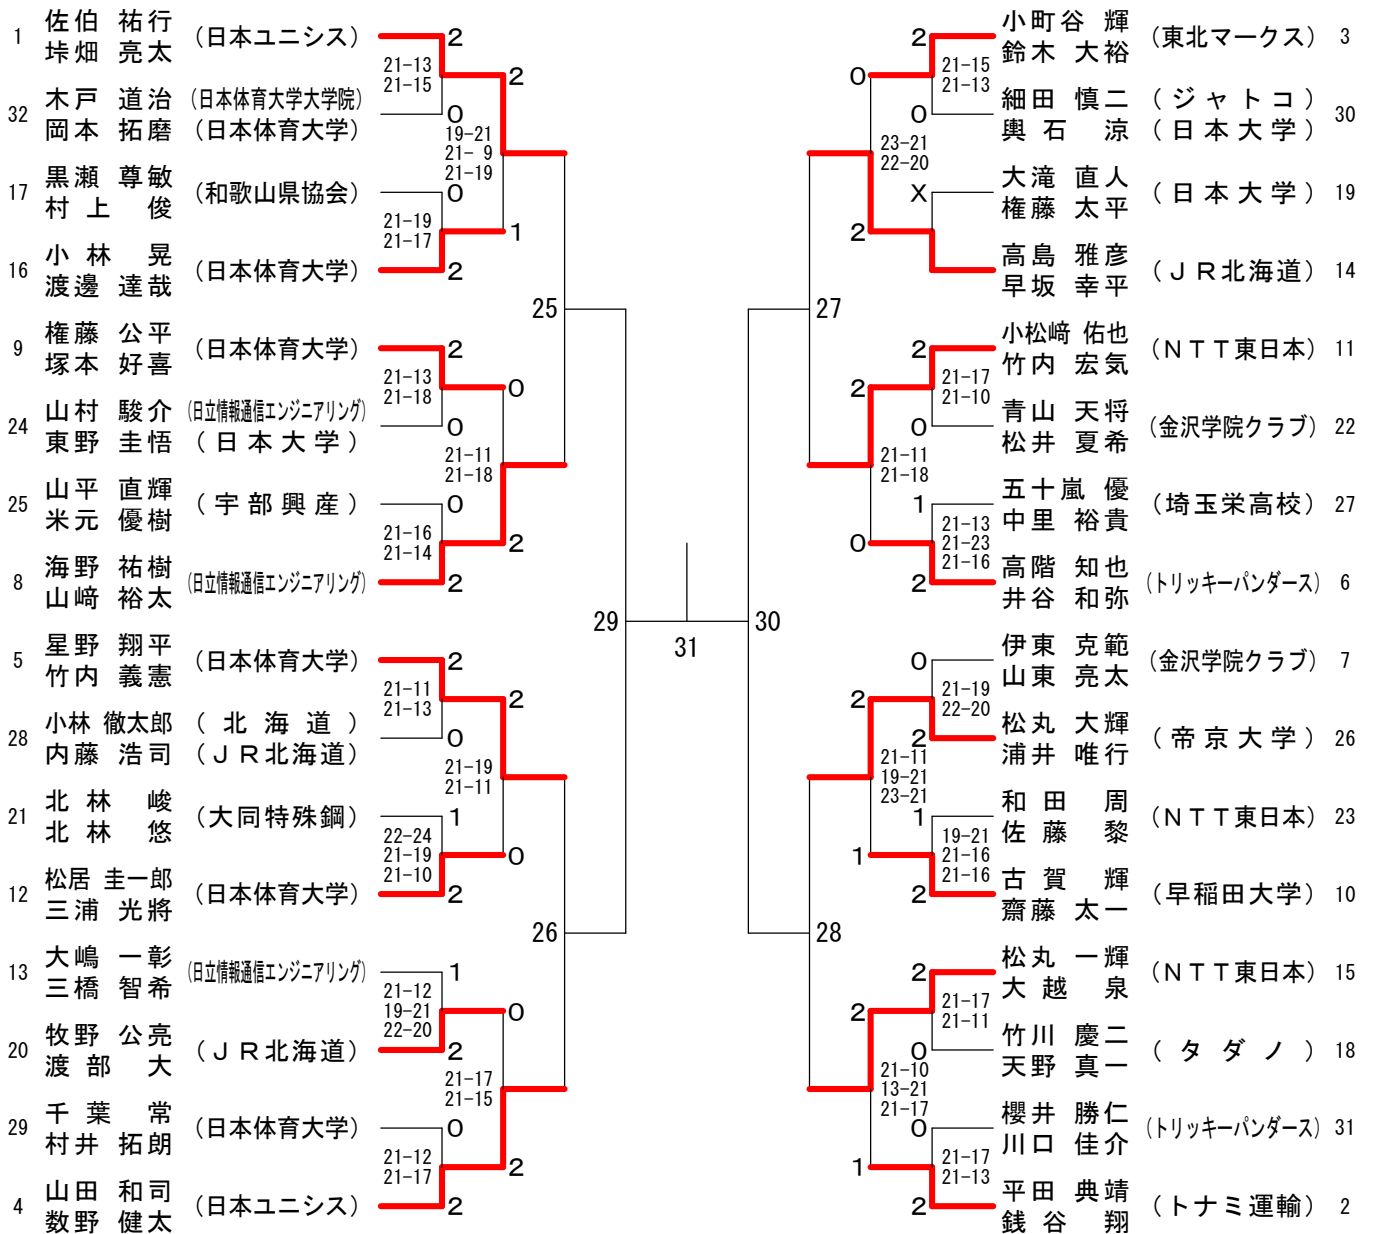 1 佐伯 祐行 (日本ユニシス) 2
垰畑 亮太
21-13
21-15
2
32 木戸 道治 (日本体育大学大学院) 0
岡本 拓磨 (日本体育大学)
19-21
21- 9
21-19
17 黒瀬 尊敏 (和歌山県協会) 0
村上 俊
21-19
21-17
1
16 小林 晃 (日本体育大学) 2
渡邊 達哉
25
9 権藤 公平 (日本体育大学) 2
塚本 好喜
21-13
21-18
0
24 山村 駿介 (日立情報通信エンジニアリング) 0
東野 圭悟 (日本大学)
21-11
21-18
25 山平 直輝 (宇部興産) 0
米元 優樹
21-16
21-14
2
8 海野 祐樹 (日立情報通信エンジニアリング) 2
山﨑 裕太
29
5 星野 翔平 (日本体育大学) 2
竹内 義憲
21-11
21-13
2
28 小林 徹太郎 (北海道) 0
内藤 浩司 (JR北海道)
21-19
21-11
21 北林 峻 (大同特殊鋼) 1
北林 悠
22-24
21-19
21-10
0
12 松居 圭一郎 (日本体育大学) 2
三浦 光將
26
13 大嶋 一彰 (日立情報通信エンジニアリング) 1
三橋 智希
21-12
19-21
22-20
0
20 牧野 公亮 (JR北海道) 2
渡部 大
21-17
21-15
29 千葉 常 (日本体育大学) 0
村井 拓朗
21-12
21-17
2
4 山田 和司 (日本ユニシス) 2
数野 健太
31
2 小町谷 輝 (東北マークス) 3
鈴木 大裕
21-15
21-13
0
0 細田 慎二 (ジャトコ) 30
輿石 涼 (日本大学)
23-21
22-20
X 大滝 直人 (日本大学) 19
権藤 太平
2
高島 雅彦 (JR北海道) 14
早坂 幸平
27
2 小松﨑 佑也 (NTT東日本) 11
竹内 宏気
21-17
21-10
2
0 青山 天将 (金沢学院クラブ) 22
松井 夏希
21-11
21-18
1 五十嵐 優 (埼玉栄高校) 27
中里 裕貴
21-13
21-23
21-16
0
2 高階 知也 (トリッキーパンダース) 6
井谷 和弥
30
0 伊東 克範 (金沢学院クラブ) 7
山東 亮太
21-19
22-20
2
2 松丸 大輝 (帝京大学) 26
浦井 唯行
21-11
19-21
23-21
1 和田 周 (NTT東日本) 23
佐藤 黎
19-21
21-16
21-16
1
2 古賀 輝 (早稲田大学) 10
齋藤 太一
28
2 松丸 一輝 (NTT東日本) 15
大越 泉
21-17
21-11
2
0 竹川 慶二 (タダノ) 18
天野 真一
21-10
13-21
21-17
0 櫻井 勝仁 (トリッキーパンダース) 31
川口 佳介
21-17
21-13
1
2 平田 典靖 (トナミ運輸) 2
銭谷 翔